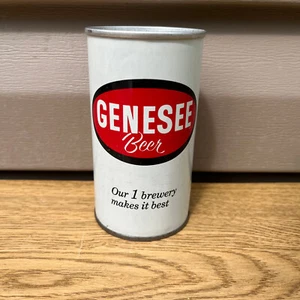 GENESEE
Beer
Our 1 brewery
makes it best